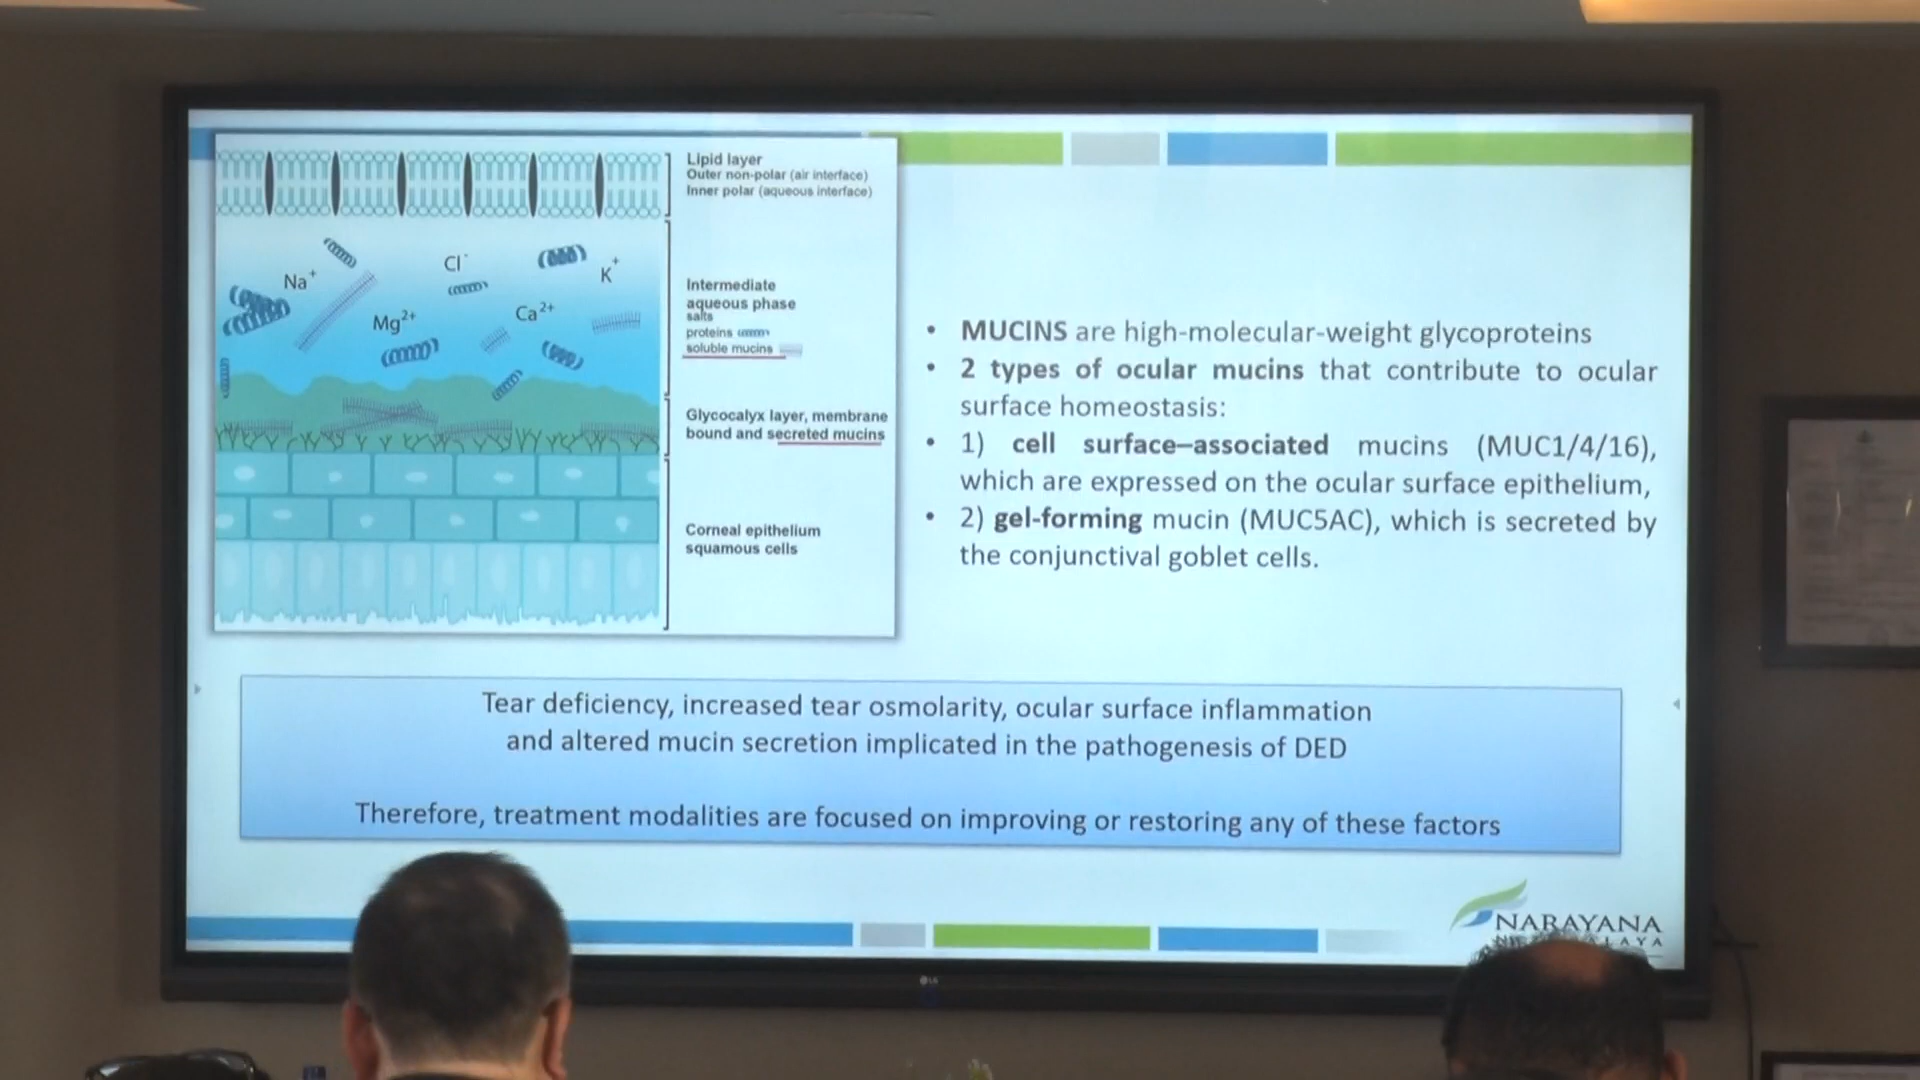 Lipid layer
Outer non-polar (air interface)
Inner polar (aqueous interface)
Na+
Cl-
K+
Mg2+
Ca2+
Intermediate
aqueous phase
salts
proteins
soluble mucins
Glycocalyx layer, membrane
bound and secreted mucins
Corneal epithelium
squamous cells
• MUCINS are high-molecular-weight glycoproteins
• 2 types of ocular mucins that contribute to ocular
surface homeostasis:
• 1) cell surface–associated mucins (MUC1/4/16),
which are expressed on the ocular surface epithelium,
• 2) gel-forming mucin (MUC5AC), which is secreted by
the conjunctival goblet cells.
Tear deficiency, increased tear osmolarity, ocular surface inflammation
and altered mucin secretion implicated in the pathogenesis of DED
Therefore, treatment modalities are focused on improving or restoring any of these factors
NARAYANA
LG